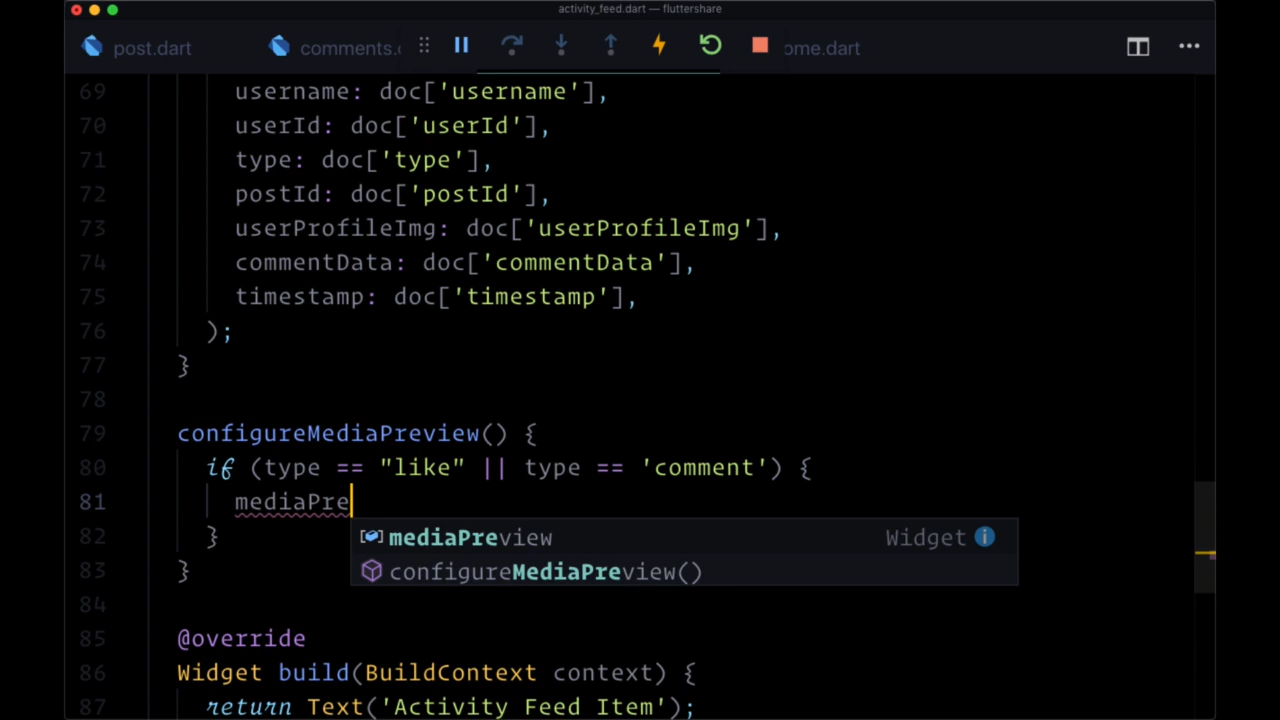 activity_feed.dart — fluttershare
post.dart comments.c ome.dart
69 username: doc['username'],
70 userId: doc['userId'],
71 type: doc['type'],
72 postId: doc['postId'],
73 userProfileImg: doc['userProfileImg'],
74 commentData: doc['commentData'],
75 timestamp: doc['timestamp'],
76 );
77 }
78
79 configureMediaPreview() {
80 if (type == "like" || type == 'comment') {
81 mediaPre
mediaPreview Widget
82 }
configureMediaPreview()
83 }
84
85 @override
86 Widget build(BuildContext context) {
87 return Text('Activity Feed Item');